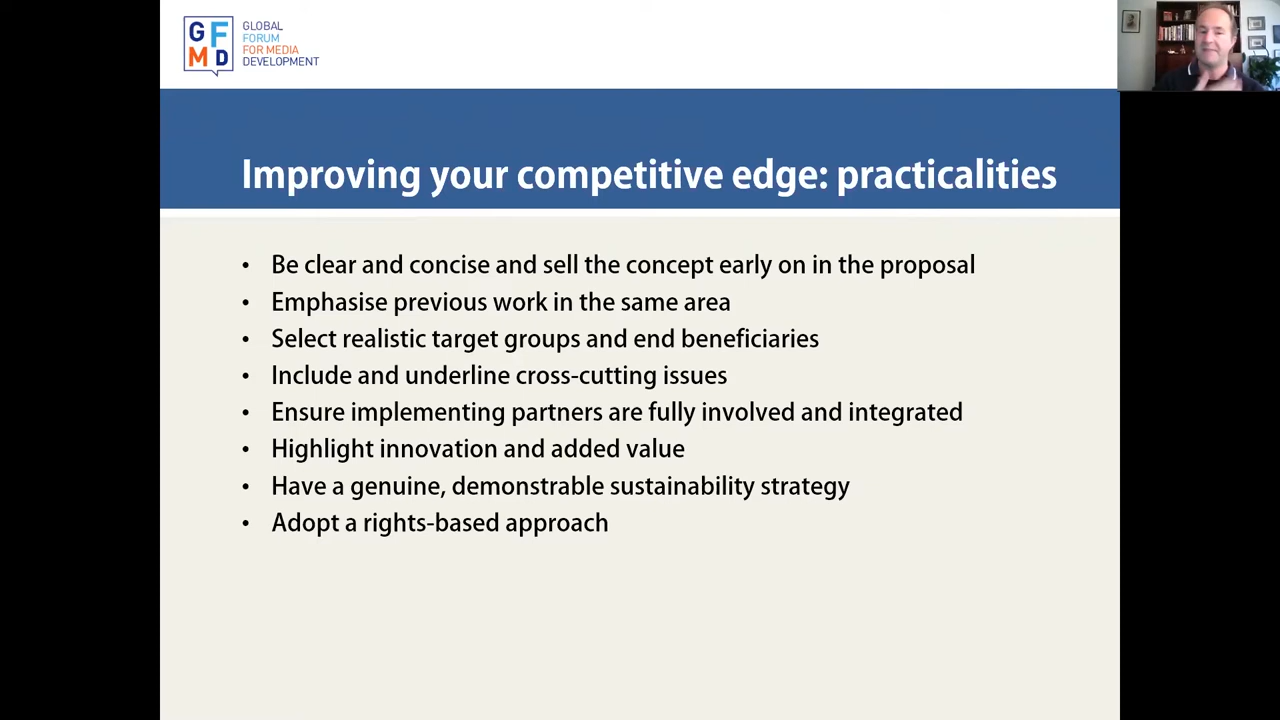 GFMD
GLOBAL
FORUM
FOR MEDIA
DEVELOPMENT
Improving your competitive edge: practicalities
• Be clear and concise and sell the concept early on in the proposal
• Emphasise previous work in the same area
• Select realistic target groups and end beneficiaries
• Include and underline cross-cutting issues
• Ensure implementing partners are fully involved and integrated
• Highlight innovation and added value
• Have a genuine, demonstrable sustainability strategy
• Adopt a rights-based approach